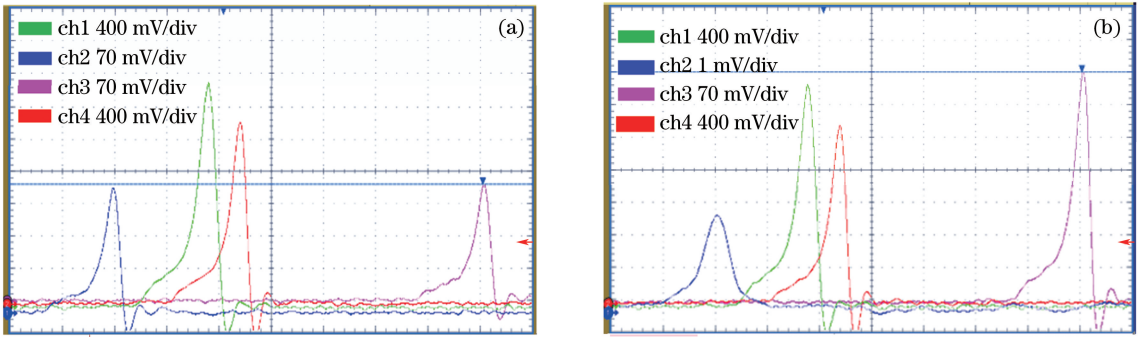 (a)
ch1 400 mV/div
ch2 70 mV/div
ch3 70 mV/div
ch4 400 mV/div
(b)
ch1 400 mV/div
ch2 1 mV/div
ch3 70 mV/div
ch4 400 mV/div